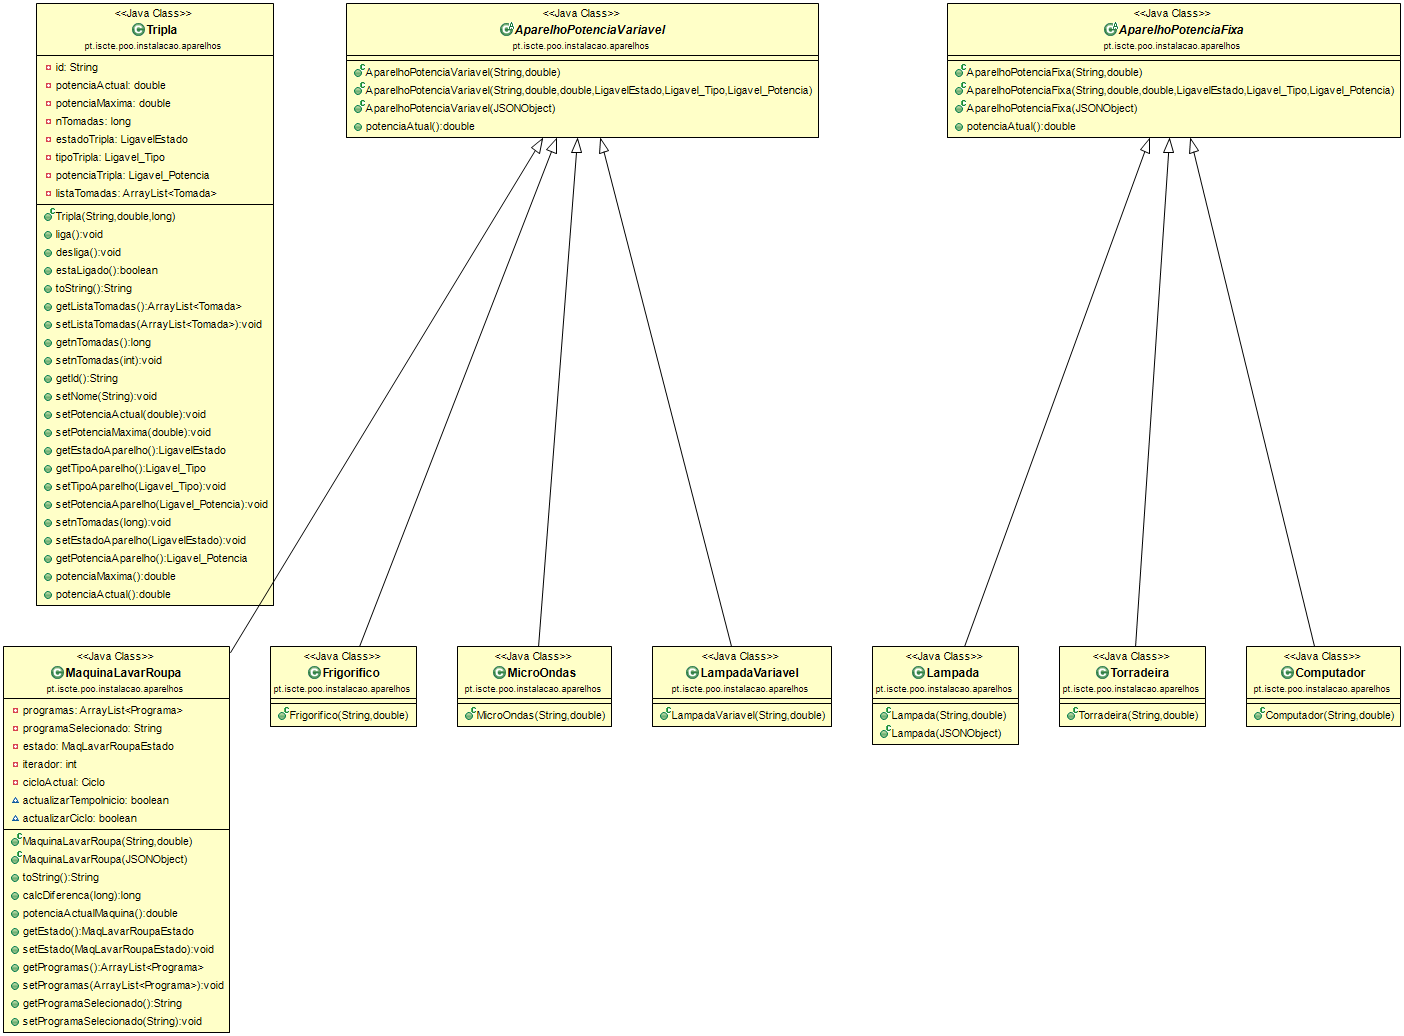 <<Java Class>>
Tripla
pt.iscte.poo.instalacao.aparelhos
id: String
potenciaActual: double
potenciaMaxima: double
nTomadas: long
estadoTripla: LigavelEstado
tipoTripla: Ligavel_Tipo
potenciaTripla: Ligavel_Potencia
listaTomadas: ArrayList<Tomada>
Tripla(String,double,long)
liga():void
desliga():void
estaLigado():boolean
toString():String
getListaTomadas():ArrayList<Tomada>
setListaTomadas(ArrayList<Tomada>):void
getnTomadas():long
setnTomadas(int):void
getId():String
setNome(String):void
setPotenciaActual(double):void
setPotenciaMaxima(double):void
getEstadoAparelho():LigavelEstado
getTipoAparelho():Ligavel_Tipo
setTipoAparelho(Ligavel_Tipo):void
setPotenciaAparelho(Ligavel_Potencia):void
setnTomadas(long):void
setEstadoAparelho(LigavelEstado):void
getPotenciaAparelho():Ligavel_Potencia
potenciaMaxima():double
potenciaActual():double
<<Java Class>>
AparelhoPotenciaVariavel
pt.iscte.poo.instalacao.aparelhos
AparelhoPotenciaVariavel(String,double)
AparelhoPotenciaVariavel(String,double,double,LigavelEstado,Ligavel_Tipo,Ligavel_Potencia)
AparelhoPotenciaVariavel(JSONObject)
potenciaAtual():double
<<Java Class>>
AparelhoPotenciaFixa
pt.iscte.poo.instalacao.aparelhos
AparelhoPotenciaFixa(String,double)
AparelhoPotenciaFixa(String,double,double,LigavelEstado,Ligavel_Tipo,Ligavel_Potencia)
AparelhoPotenciaFixa(JSONObject)
potenciaAtual():double
<<Java Class>>
MaquinaLavarRoupa
pt.iscte.poo.instalacao.aparelhos
programas: ArrayList<Programa>
programaSelecionado: String
estado: MaqLavarRoupaEstado
iterador: int
cicloActual: Ciclo
actualizarTempoInicio: boolean
actualizarCiclo: boolean
MaquinaLavarRoupa(String,double)
MaquinaLavarRoupa(JSONObject)
toString():String
calcDiferenca(long):long
potenciaActualMaquina():double
getEstado():MaqLavarRoupaEstado
setEstado(MaqLavarRoupaEstado):void
getProgramas():ArrayList<Programa>
setProgramas(ArrayList<Programa>):void
getProgramaSelecionado():String
setProgramaSelecionado(String):void
<<Java Class>>
Frigorifico
pt.iscte.poo.instalacao.aparelhos
Frigorifico(String,double)
<<Java Class>>
MicroOndas
pt.iscte.poo.instalacao.aparelhos
MicroOndas(String,double)
<<Java Class>>
LampadaVariavel
pt.iscte.poo.instalacao.aparelhos
LampadaVariavel(String,double)
<<Java Class>>
Lampada
pt.iscte.poo.instalacao.aparelhos
Lampada(String,double)
Lampada(JSONObject)
<<Java Class>>
Torradeira
pt.iscte.poo.instalacao.aparelhos
Torradeira(String,double)
<<Java Class>>
Computador
pt.iscte.poo.instalacao.aparelhos
Computador(String,double)